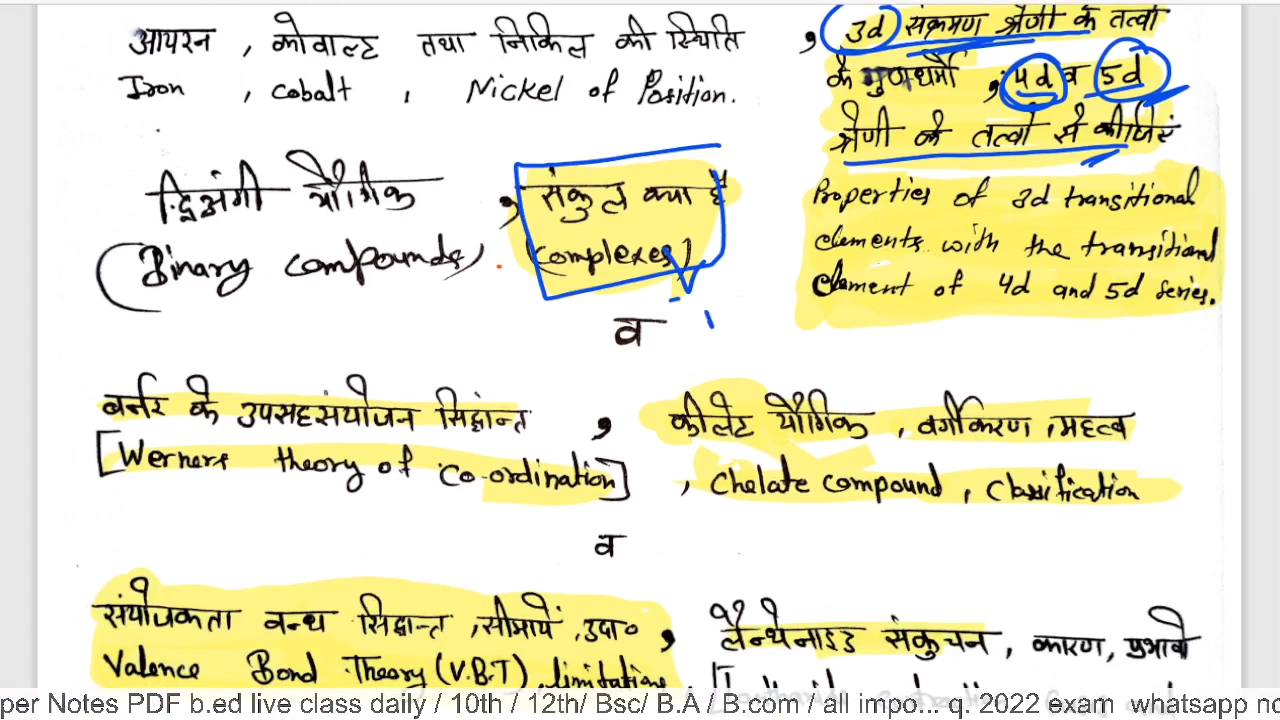 आयरन , कोवाल्ट तथा निकिल की स्थिति
Iron , cobalt , Nickel of Position.
, 3d संक्रमण श्रेणी के तत्वों
के गुणधर्मो , 4d व 5d
श्रेणी के तत्वों से कीजिए
Properties of 3d transitional
elements with the transitional
element of 4d and 5d series.
द्विअंगी यौगिक , संकुल क्या है
(Binary compounds) . (complexes)
व
वर्नर के उपसहसंयोजन सिद्धांन्त ,
[Werners theory of co-ordination]
कीलेट यौगिक , वर्गीकरण , महत्व
, Chelate compound , Classification
व
संयोजकता वन्ध सिद्धान्त , सीमायें , उदा० ,
Valence Bond Theory (V.B.T) , limitations
लैन्थेनाइड संकुचन , कारण , प्रभावो
per Notes PDF b.ed live class daily / 10th / 12th/ Bsc/ B.A / B.com / all impo... q. 2022 exam whatsapp no